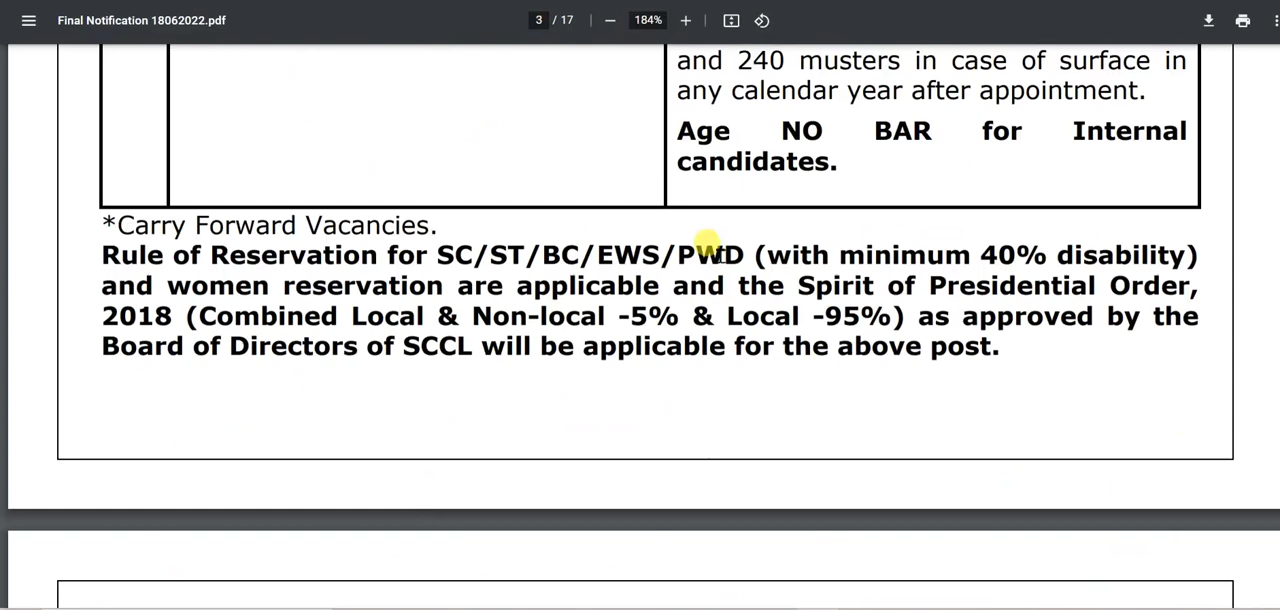 Final Notification 18062022.pdf
3 / 17
184%
and 240 musters in case of surface in
any calendar year after appointment.
Age NO BAR for Internal
candidates.
*Carry Forward Vacancies.
Rule of Reservation for SC/ST/BC/EWS/PWD (with minimum 40% disability)
and women reservation are applicable and the Spirit of Presidential Order,
2018 (Combined Local & Non-local -5% & Local -95%) as approved by the
Board of Directors of SCCL will be applicable for the above post.